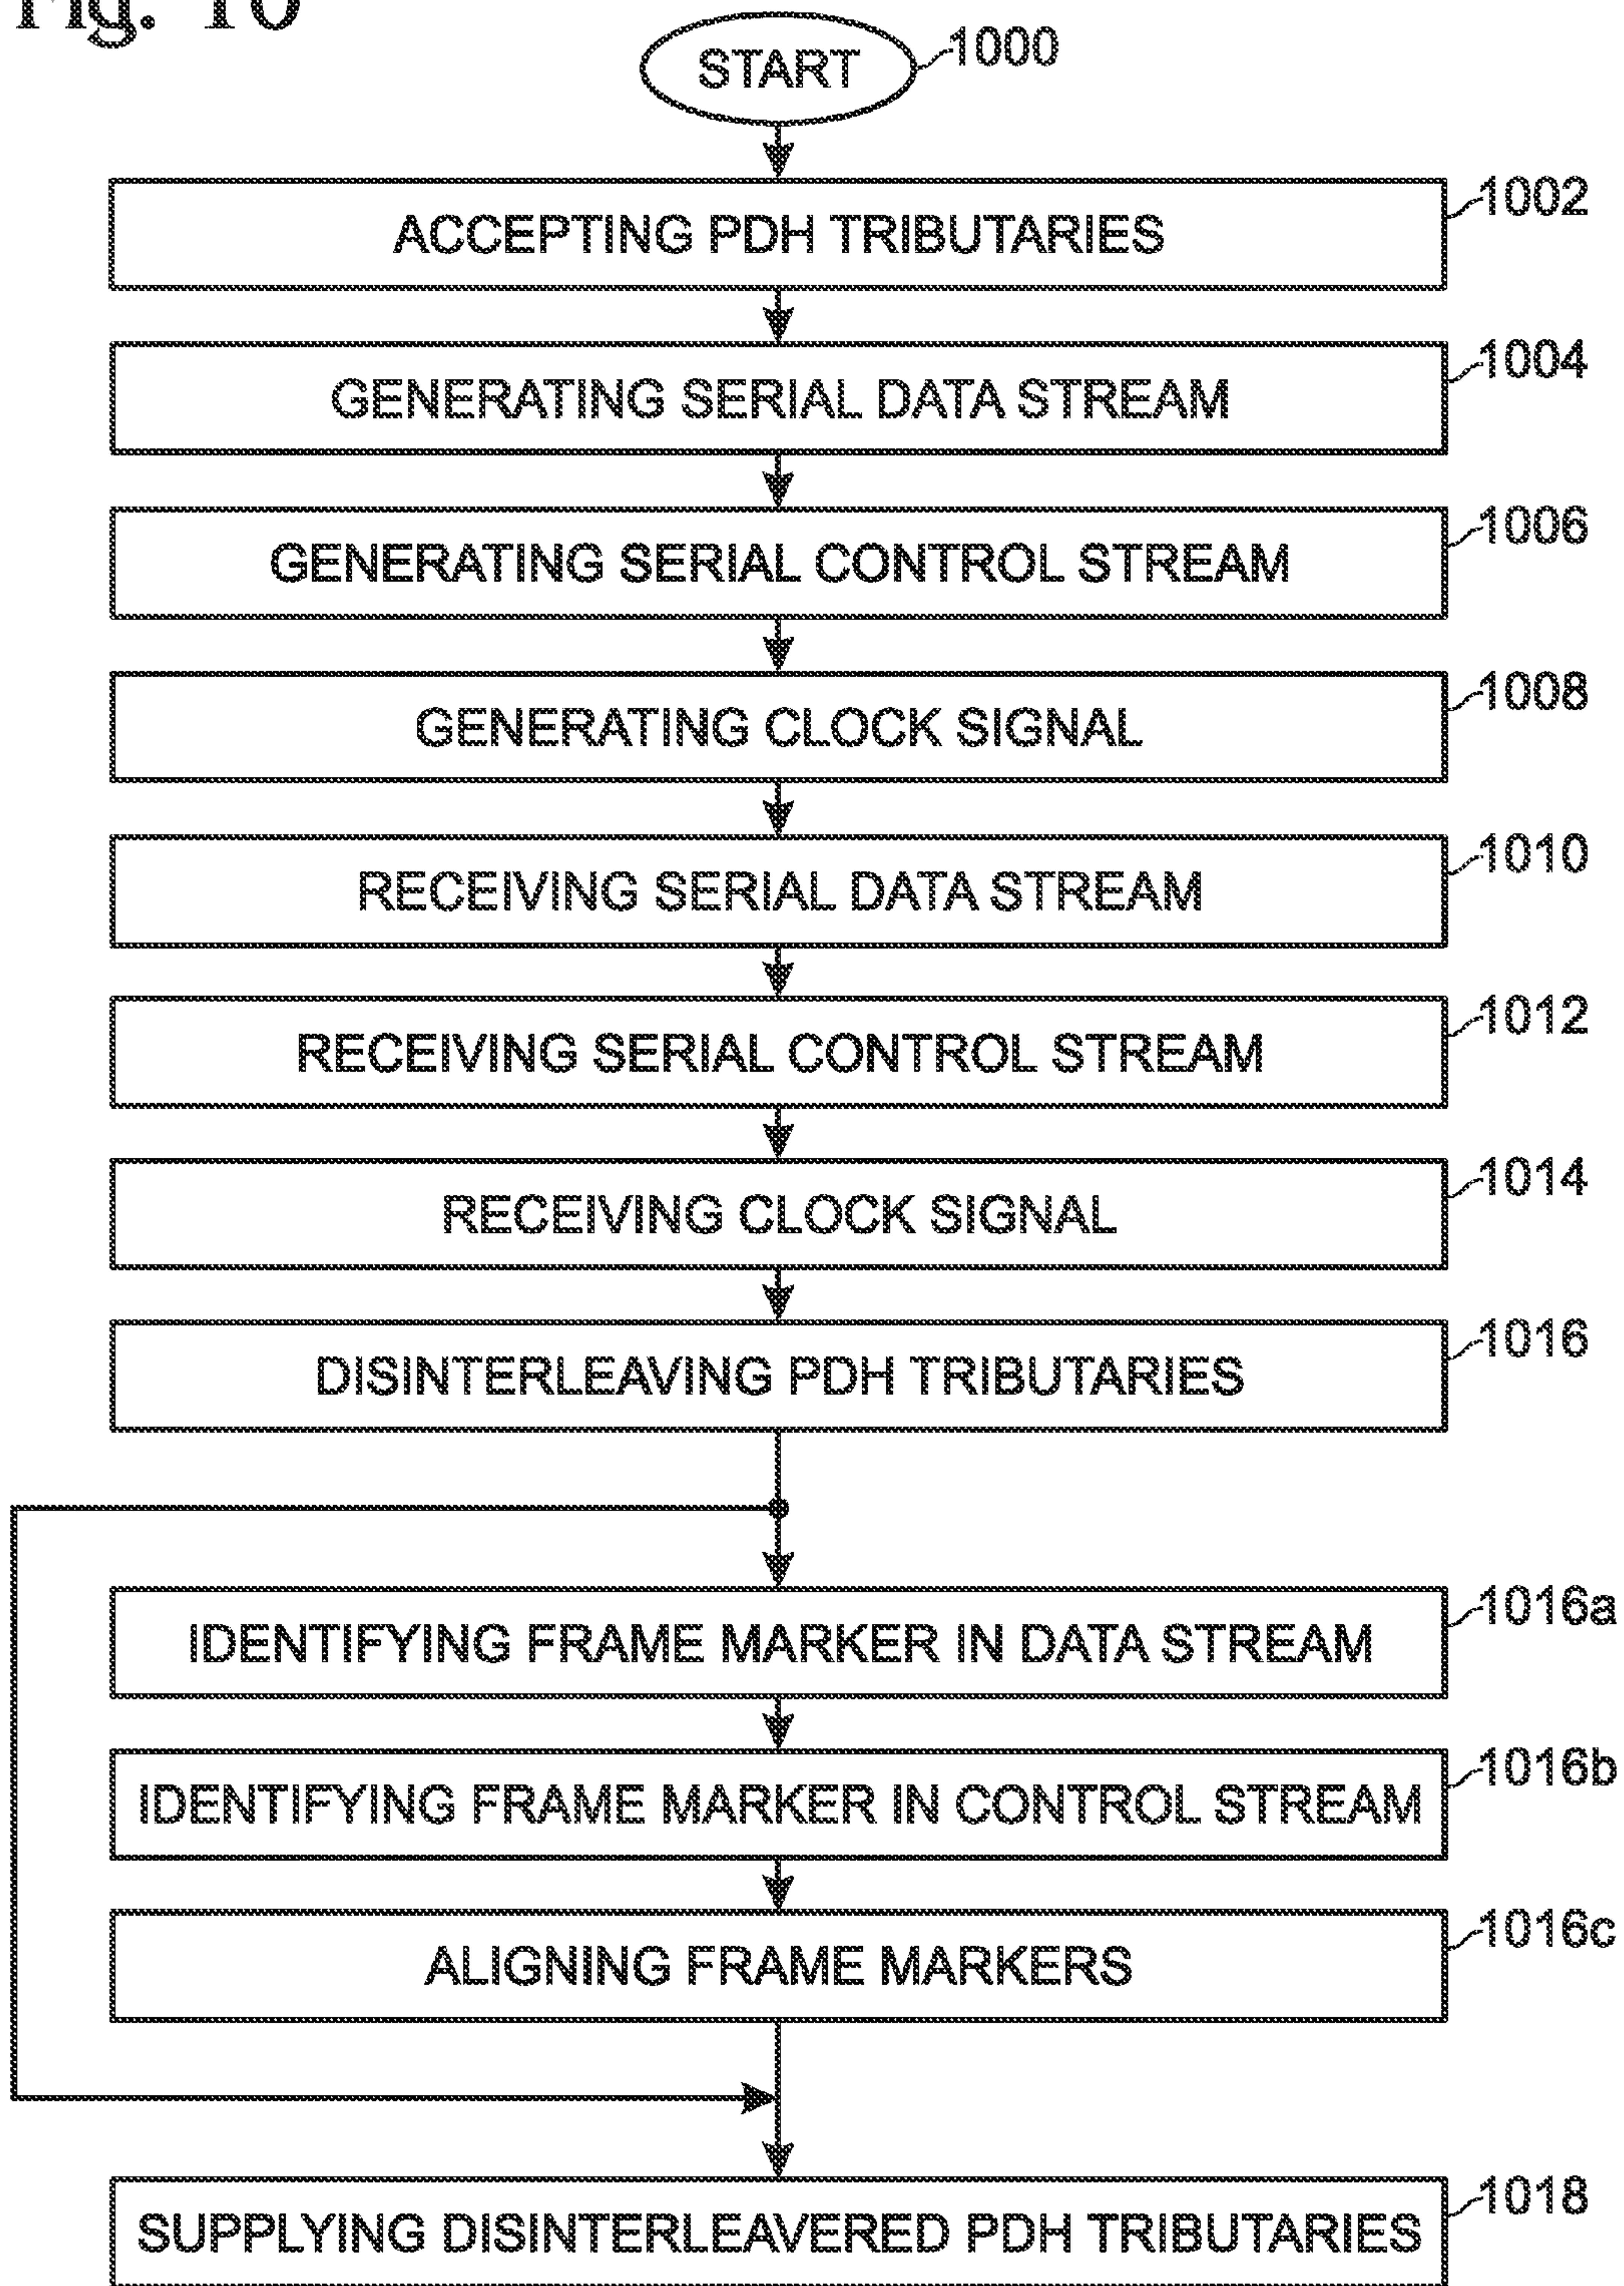 Fig. 10
START
1000
ACCEPTING PDH TRIBUTARIES
1002
GENERATING SERIAL DATA STREAM
1004
GENERATING SERIAL CONTROL STREAM
1006
GENERATING CLOCK SIGNAL
1008
RECEIVING SERIAL DATA STREAM
1010
RECEIVING SERIAL CONTROL STREAM
1012
RECEIVING CLOCK SIGNAL
1014
DISINTERLEAVING PDH TRIBUTARIES
1016
IDENTIFYING FRAME MARKER IN DATA STREAM
1016a
IDENTIFYING FRAME MARKER IN CONTROL STREAM
1016b
ALIGNING FRAME MARKERS
1016c
SUPPLYING DISINTERLEAVERED PDH TRIBUTARIES
1018